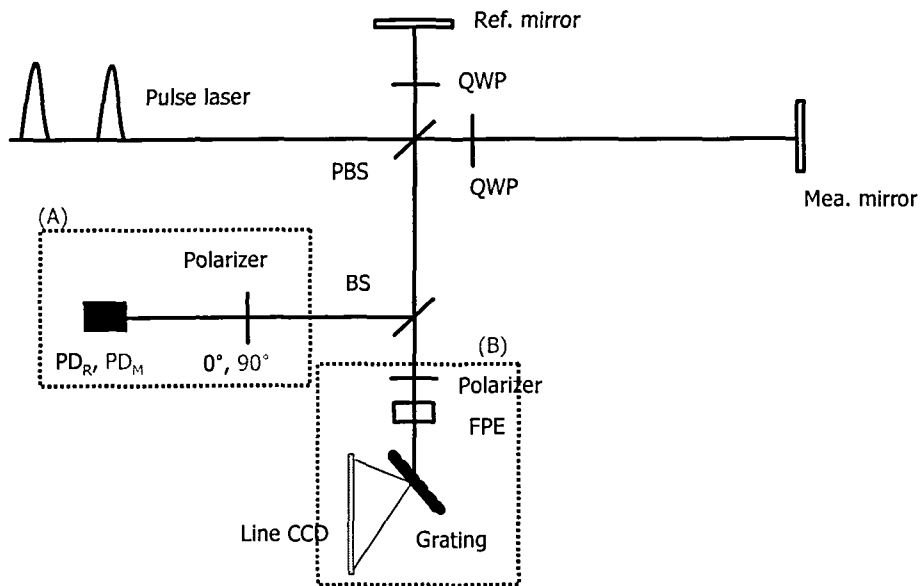 Ref. mirror
QWP
Pulse laser
PBS
QWP
Mea. mirror
(A)
Polarizer
BS
PD_R, PD_M
0°, 90°
(B)
Polarizer
FPE
Line CCD
Grating